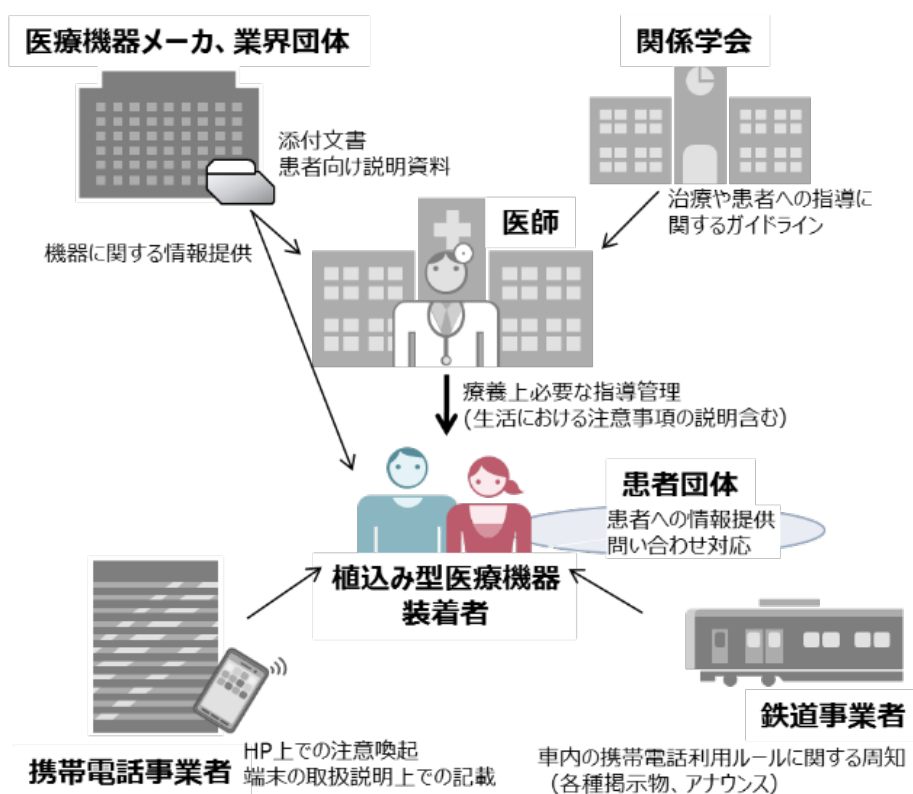 医療機器メーカ、業界団体
関係学会
添付文書
患者向け説明資料
治療や患者への指導に
関するガイドライン
医師
機器に関する情報提供
療養上必要な指導管理
(生活における注意事項の説明含む)
患者団体
患者への情報提供
問い合わせ対応
植込み型医療機器
装着者
鉄道事業者
携帯電話事業者
HP上での注意喚起
端末の取扱説明上での記載
車内の携帯電話利用ルールに関する周知
(各種掲示物、アナウンス)